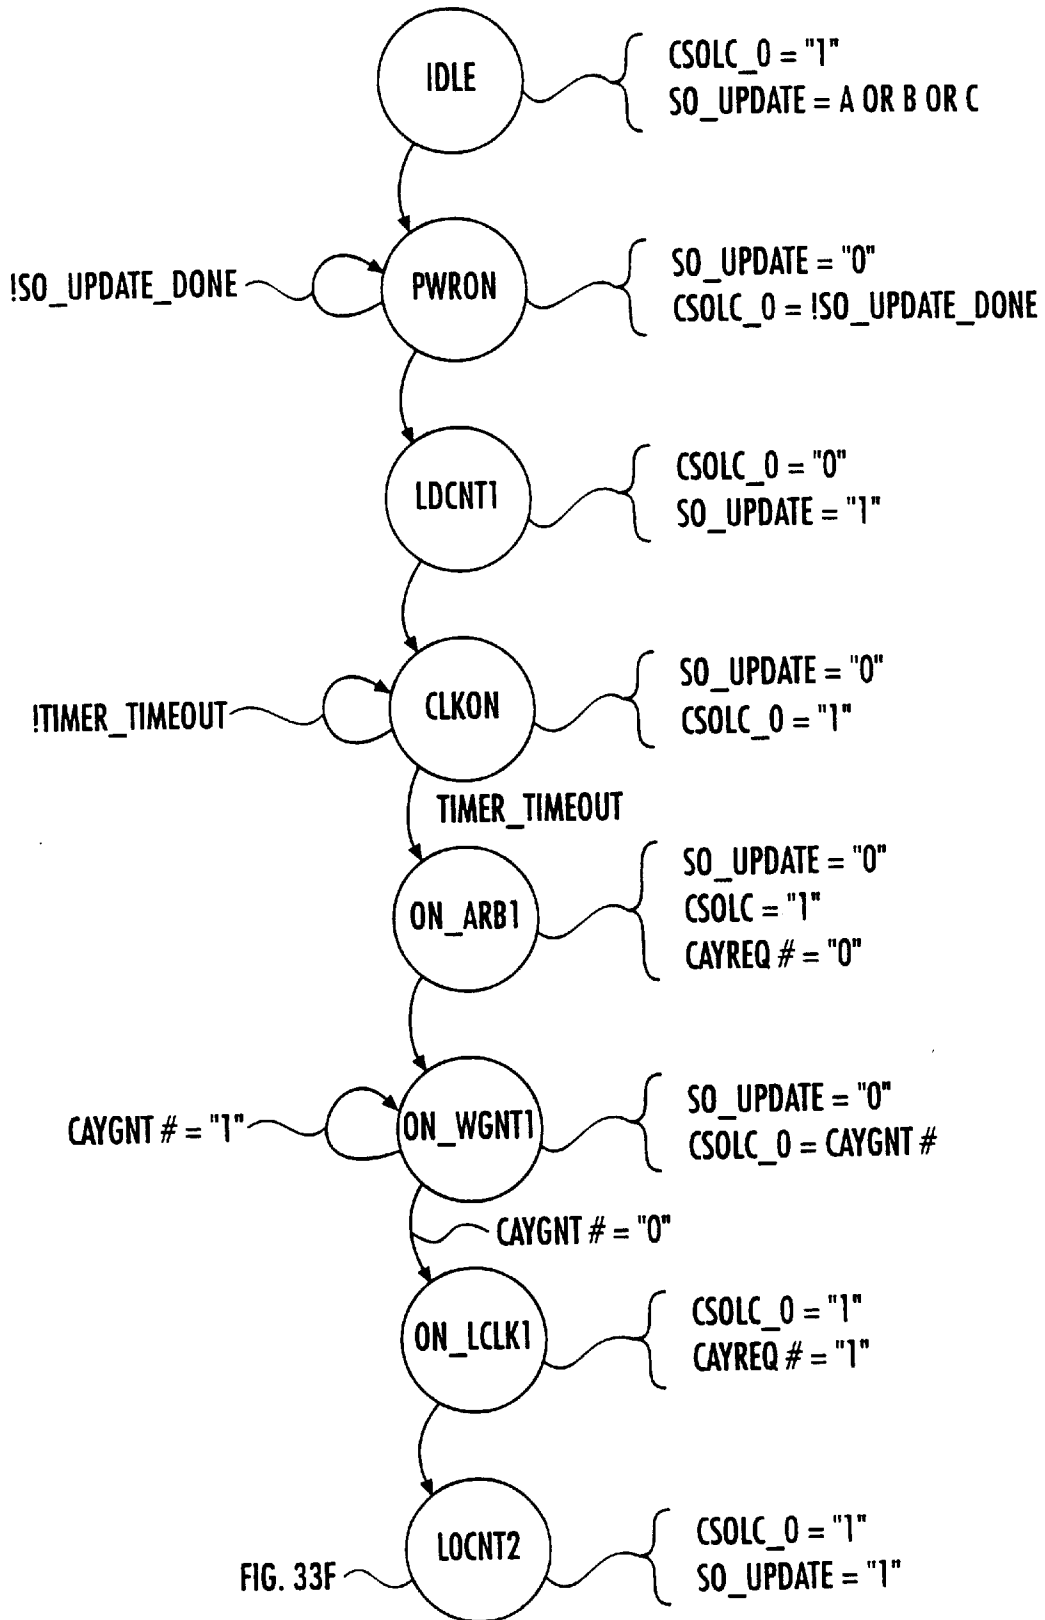 IDLE
CSOLC_0 = "1"
SO_UPDATE = A OR B OR C
!SO_UPDATE_DONE
PWRON
SO_UPDATE = "0"
CSOLC_0 = !SO_UPDATE_DONE
LDCNT1
CSOLC_0 = "0"
SO_UPDATE = "1"
!TIMER_TIMEOUT
CLKON
SO_UPDATE = "0"
CSOLC_0 = "1"
TIMER_TIMEOUT
ON_ARB1
SO_UPDATE = "0"
CSOLC = "1"
CAYREQ # = "0"
CAYGNT # = "1"
ON_WGNT1
SO_UPDATE = "0"
CSOLC_0 = CAYGNT #
CAYGNT # = "0"
ON_LCLK1
CSOLC_0 = "1"
CAYREQ # = "1"
LOCNT2
CSOLC_0 = "1"
SO_UPDATE = "1"
FIG. 33F